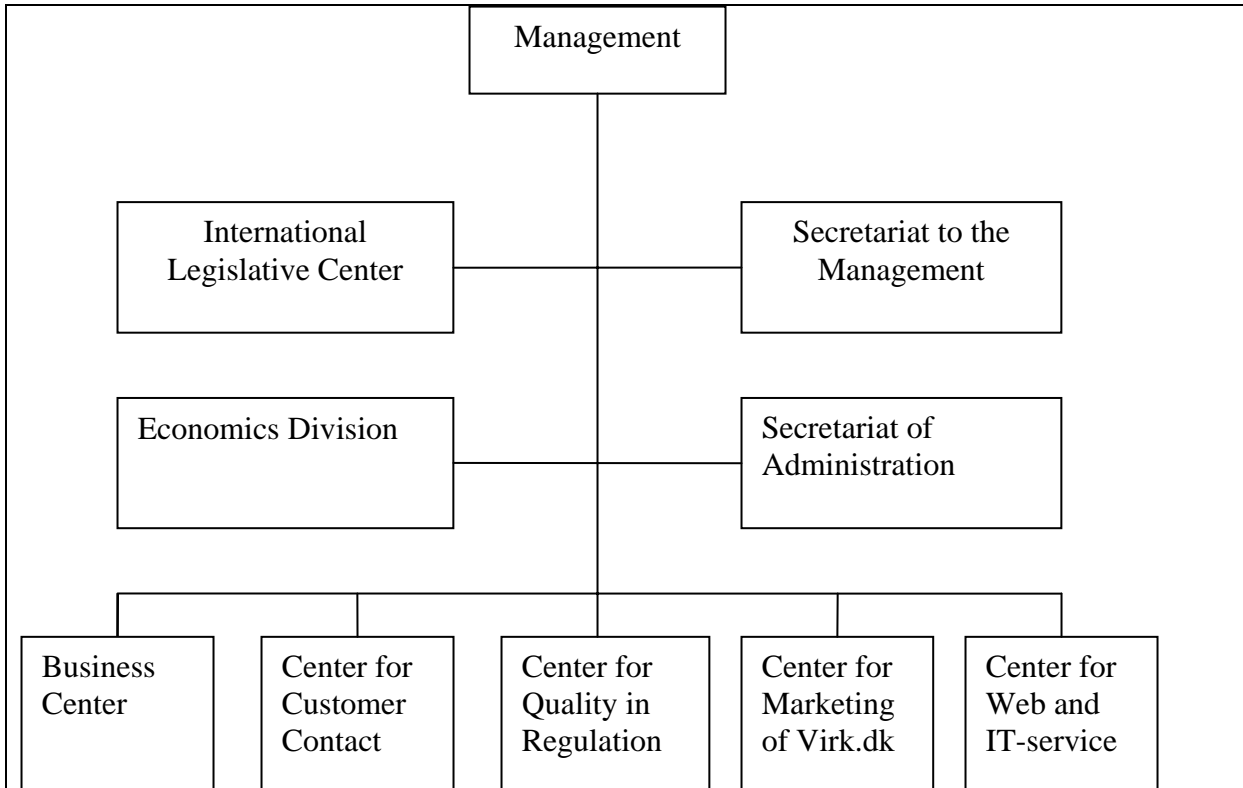 Management
International
Legislative Center
Secretariat to the
Management
Economics Division
Secretariat of
Administration
Business
Center
Center for
Customer
Contact
Center for
Quality in
Regulation
Center for
Marketing
of Virk.dk
Center for
Web and
IT-service